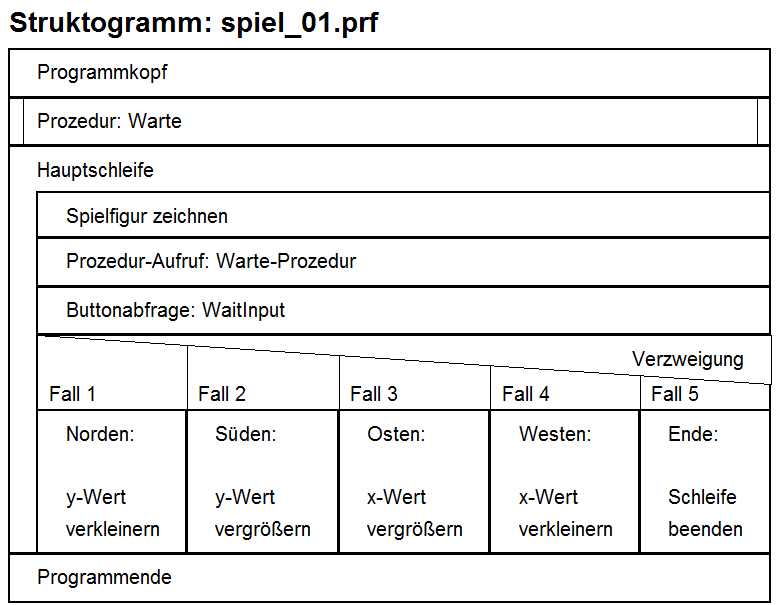 Struktogramm: spiel_01.prf
Programmkopf
Prozedur: Warte
Hauptschleife
Spielfigur zeichnen
Prozedur-Aufruf: Warte-Prozedur
Buttonabfrage: WaitInput
Verzweigung
Fall 1
Fall 2
Fall 3
Fall 4
Fall 5
Norden:
y-Wert
verkleinern
Süden:
y-Wert
vergrößern
Osten:
x-Wert
vergrößern
Westen:
x-Wert
verkleinern
Ende:
Schleife
beenden
Programmende